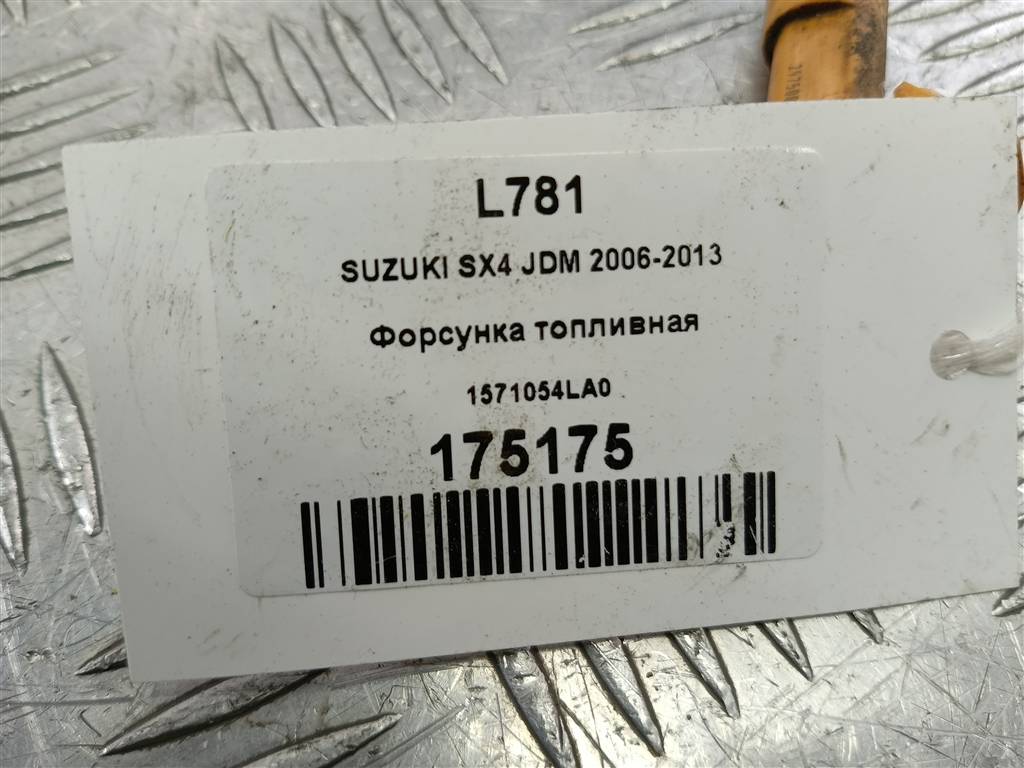 L781
SUZUKI SX4 JDM 2006-2013
Форсунка топливная
1571054LA0
175175